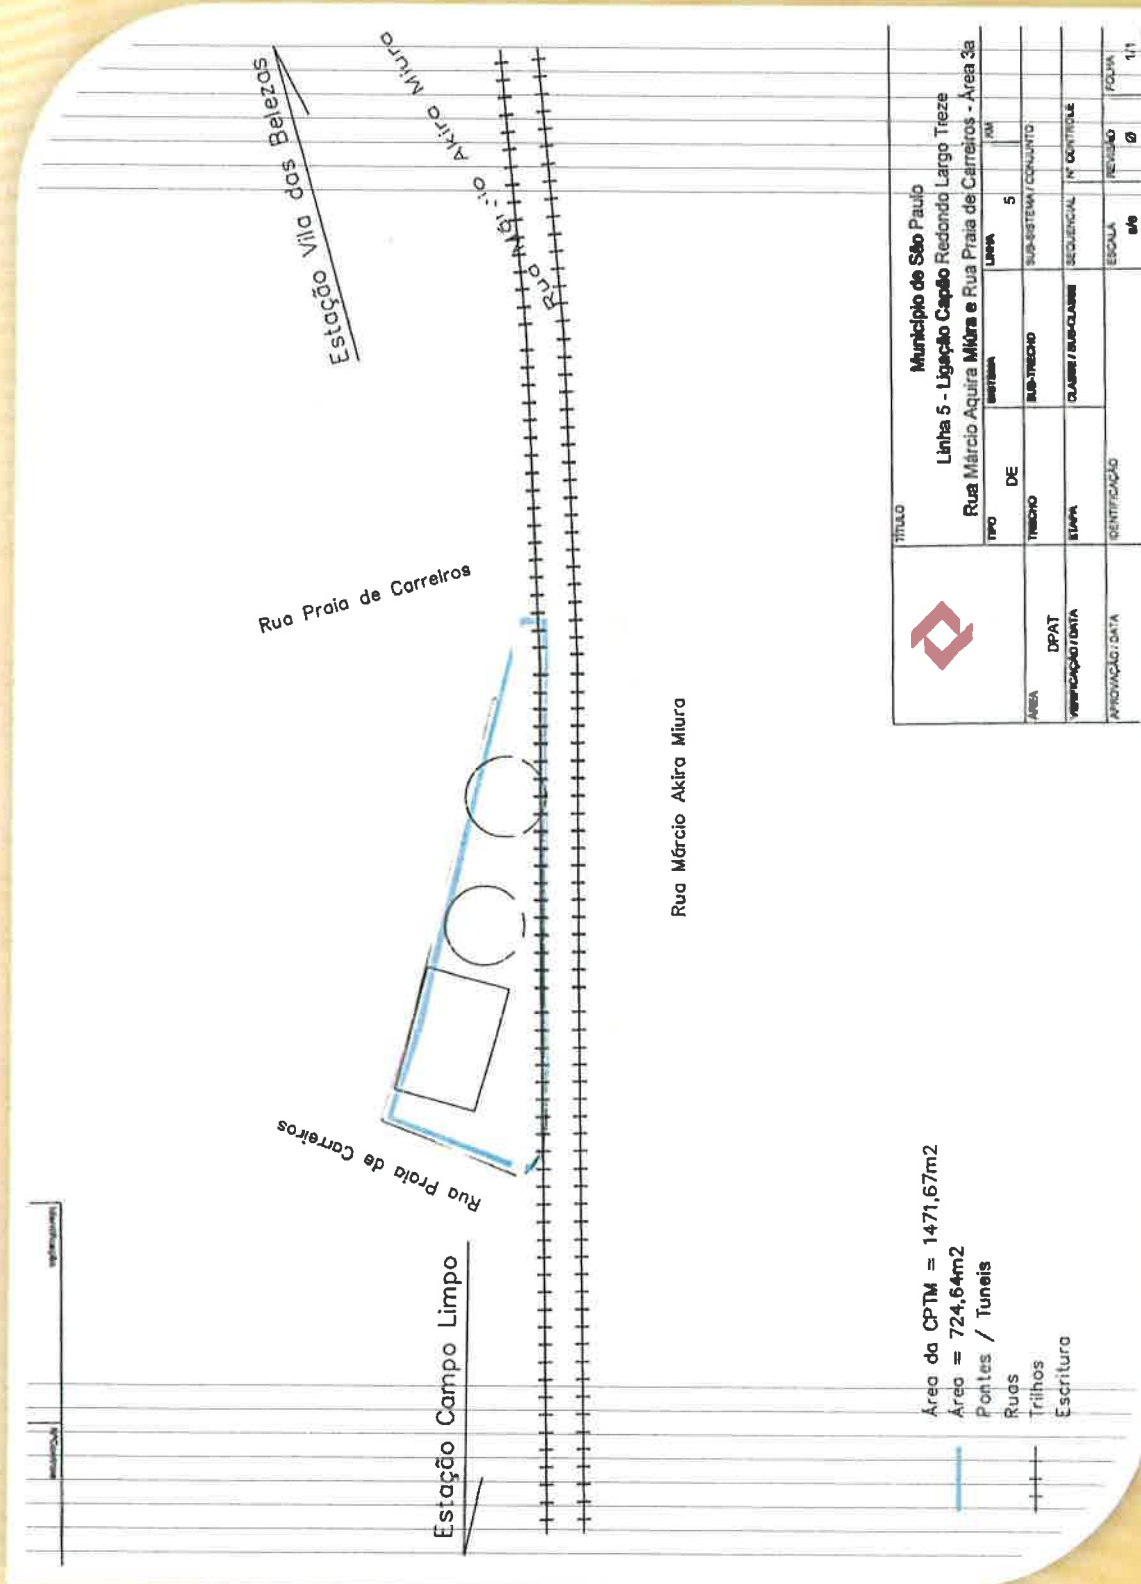 Identificação
Estação Vila das Belezas
Akira Miura
Rua
Akira Miura
Rua Praia de Carreiros
Rua Praia de Carreiros
Estação Campo Limpo
Rua Márcio Akira Miura
Área da CPTM = 1471,67m2
Área = 724,64m2
Pontes / Tuneis
Ruas
Trilhos
Escritura
TÍTULO
Município de São Paulo
Linha 5 - Ligação Capão Redondo Largo Treze
Rua Márcio Aquira Miúra e Rua Praia de Carreiros - Área 3a
TIPO
DE
SISTEMA
LINHA
5
KM
ÁREA
DPAT
TRECHO
SUB-TRECHO
SUB-SISTEMA / CONJUNTO
VERIFICAÇÃO / DATA
ETAPA
CLASSE / SUB-CLASSE
SEQUENCIAL
Nº CONTROLE
APROVAÇÃO / DATA
IDENTIFICAÇÃO
ESCALA
s/e
REVISÃO
Ø
FOLHA
1/1